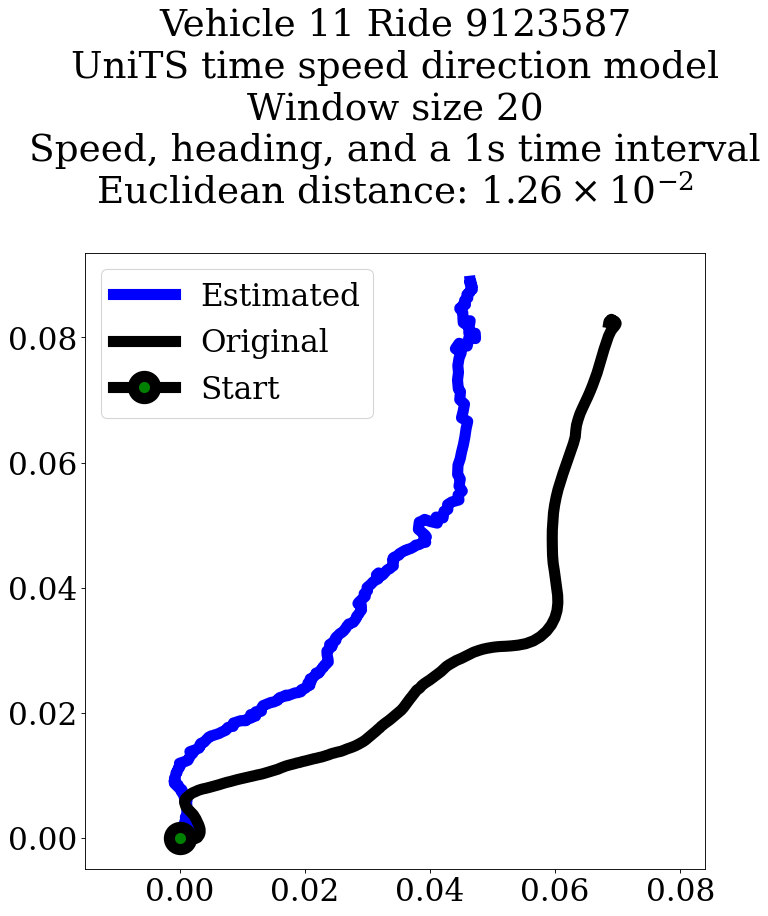 Vehicle 11 Ride 9123587
UniTS time speed direction model
Window size 20
Speed, heading, and a 1s time interval
Euclidean distance: 1.26 × 10⁻²
Estimated
Original
Start
0.08
0.06
0.04
0.02
0.00
0.00 0.02 0.04 0.06 0.08